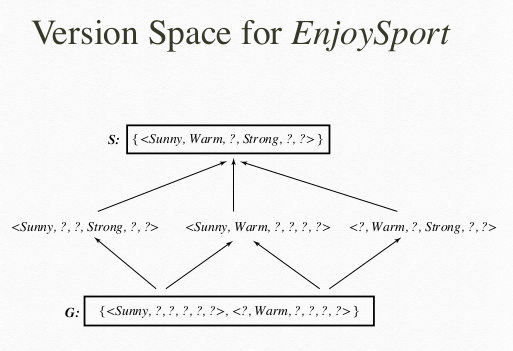 Version Space for EnjoySport
S: { <Sunny, Warm, ?, Strong, ?, ?> }
<Sunny, ?, ?, Strong, ?, ?> <Sunny, Warm, ?, ?, ?, ?> <?, Warm, ?, Strong, ?, ?>
G: {<Sunny, ?, ?, ?, ?, ?>, <?, Warm, ?, ?, ?, ?> }